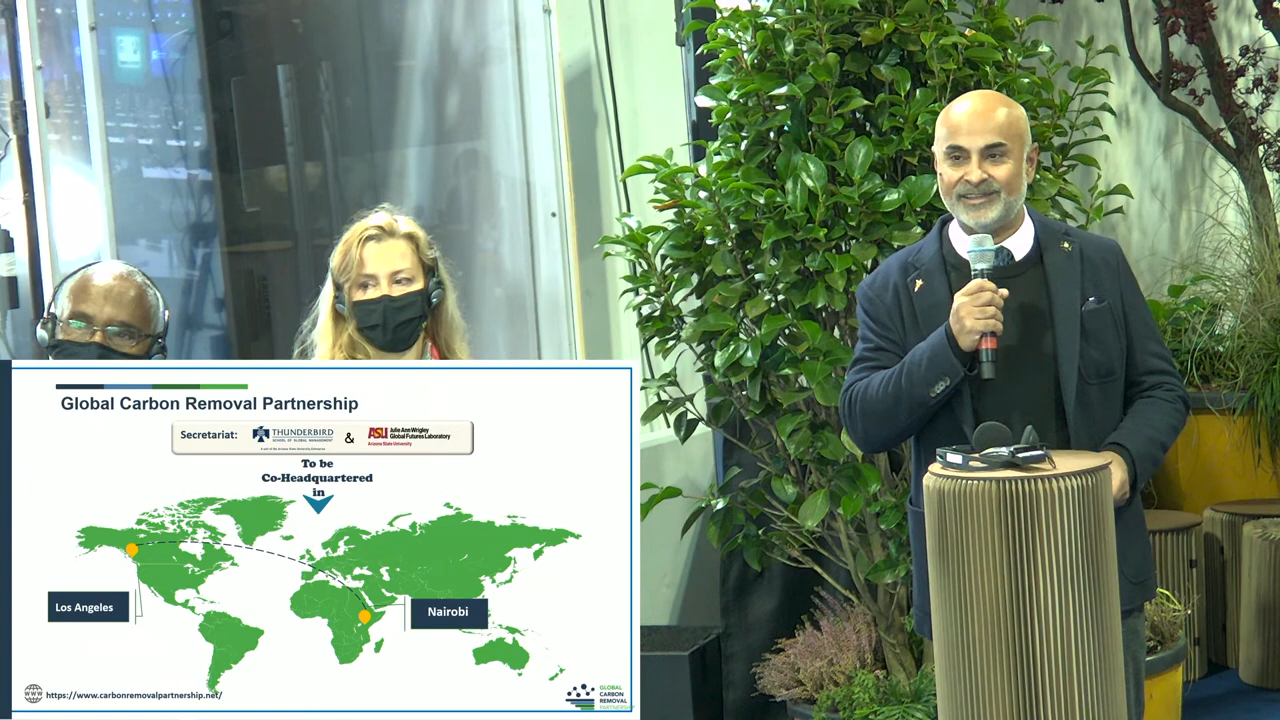 Global Carbon Removal Partnership
Secretariat:
THUNDERBIRD
SCHOOL OF GLOBAL MANAGEMENT
&
ASU Julie Ann Wrigley
Global Futures Laboratory
Arizona State University
To be
Co-Headquartered
in
Los Angeles
Nairobi
https://www.carbonremovalpartnership.net/
GLOBAL
CARBON
REMOVAL
PARTNERSHIP